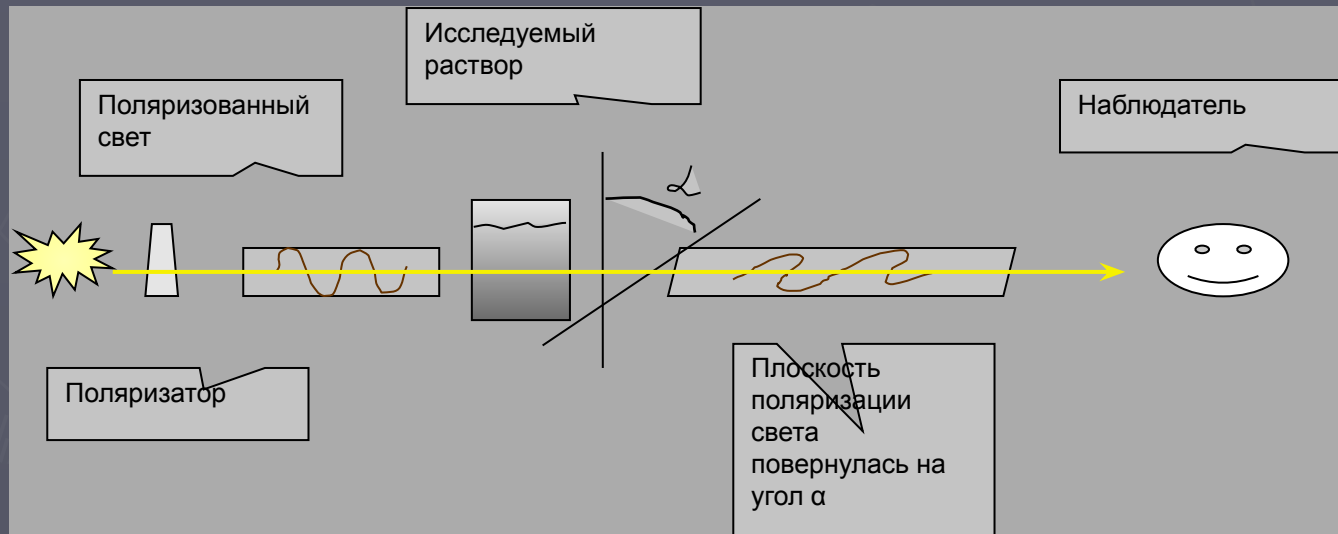 Исследуемый
раствор
Поляризованный
свет
Наблюдатель
α
Поляризатор
Плоскость
поляризации
света
повернулась на
угол α